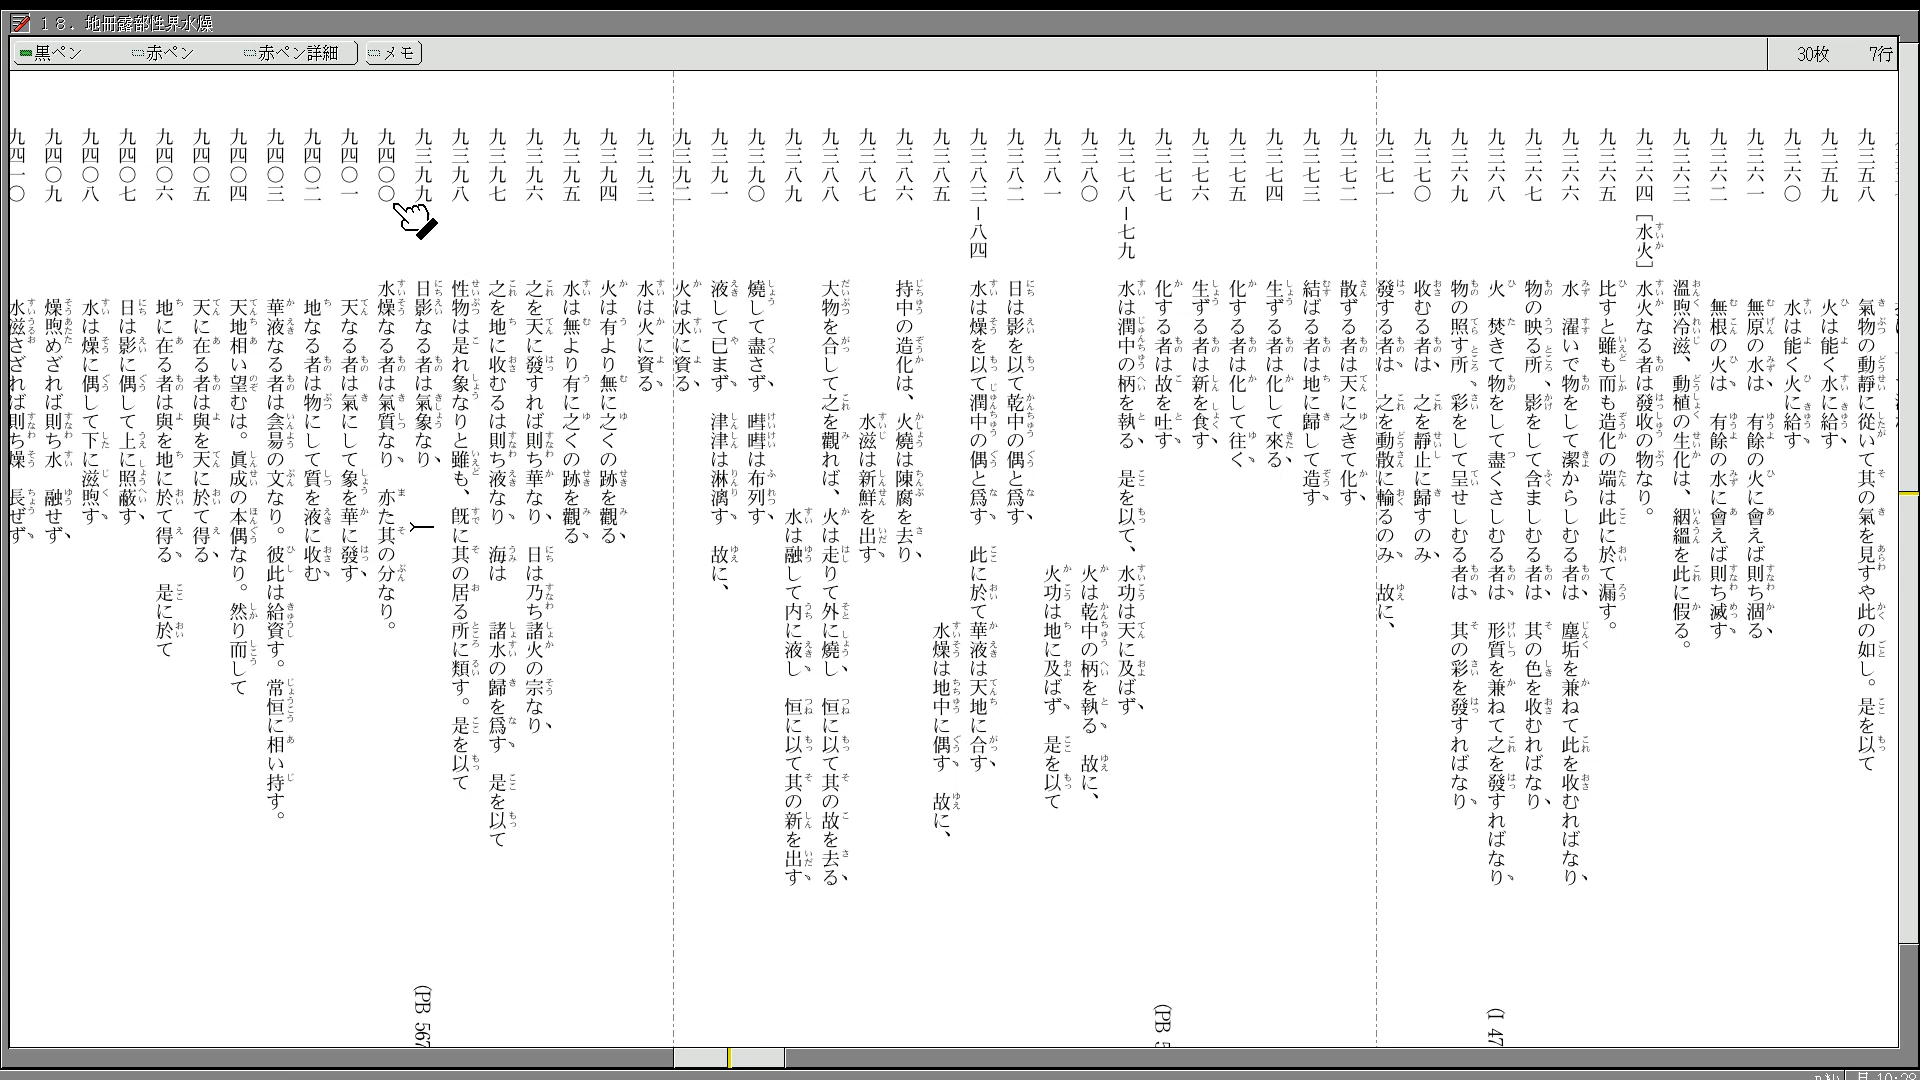 18．地冊露部性界水燥
黒ペン 赤ペン 赤ペン詳細 メモ 30枚 7行
九三五八 氣物の動靜に從いて其の氣を見すや此の如し。是を以て
九三五九 火は能く水に給す、
九三六〇 水は能く火に給す
九三六一 無原の水は 有餘の火に會えば則ち涸る、
九三六二 無根の火は 有餘の水に會えば則ち滅す、
九三六三 溫煦冷滋、動植の生化は、絪縕を此に假る。
九三六四［水火］水火なる者は發收の物なり。
九三六五 比すと雖も而も造化の端は此に於て漏す。
九三六六 水 濯いで物をして潔からしむる者は 塵垢を兼ねて此を收むればなり、
九三六七 物の映る所、影をして含ましむる者は 其の色を收むればなり、
九三六八 火 焚きて物をして盡くさしむる者は 形質を兼ねて之を發すればなり、
九三六九 物の照す所、彩をして呈せしむる者は 其の彩を發すればなり、
九三七〇 收むる者は 之を靜止に歸すのみ、
九三七一 發する者は 之を動散に輸るのみ、故に、
九三七二 散ずる者は天に之きて化す、
九三七三 結ばる者は地に歸して造す、
九三七四 生ずる者は化して來る、
九三七五 化する者は化して往く、
九三七六 生ずる者は新を食す、
九三七七 化する者は故を吐す、
九三七八－七九 水は潤中の柄を執る、是を以て、水功は天に及ばず、
九三八〇 火は乾中の柄を執る、故に、
九三八一 火功は地に及ばず、是を以て
九三八二 日は影を以て乾中の偶と爲す、
九三八三－八四 水は燥を以て潤中の偶と爲す、此に於て華液は天地に合す、
九三八五 水燥は地中に偶す、故に、
九三八六 持中の造化は、火燒は陳腐を去り
九三八七 水滋は新鮮を出す
九三八八 大物を合して之を觀れば、火は走りて外に燒し、恒に以て其の故を去る、
九三八九 水は融して内に液し、恒に以て其の新を出す、
九三九〇 燒して盡さず、暳暳は布列す、
九三九一 液して已まず、津津は淋漓す、故に、
九三九二 火は水に資る、
九三九三 水は火に資る、
九三九四 火は有より無に之くの跡を觀る、
九三九五 水は無より有に之くの跡を觀る、
九三九六 之を天に發すれば則ち華なり、日は乃ち諸火の宗なり、
九三九七 之を地に收むるは則ち液なり、海は 諸水の歸を爲す、是を以て
九三九八 性物は是れ象なりと雖も、既に其の居る所に類す。是を以て
九三九九 日影なる者は氣象なり、 (PB 567
九四〇〇 水燥なる者は氣質なり、亦た其の分なり。
九四〇一 天なる者は氣にして象を華に發す、
九四〇二 地なる者は物にして質を液に收む、
九四〇三 華液なる者は雲昜の文なり。彼此は給資す。常恒に相い持す。
九四〇四 天地相い望むは。眞成の本偶なり。然り而して
九四〇五 天に在る者は與を天に於て得る、
九四〇六 地に在る者は與を地に於て得る、是に於て
九四〇七 日は影に偶して上に照蔽す、
九四〇八 水は燥に偶して下に滋煦す、
九四〇九 燥煦めざれば則ち水 融せず、
九四一〇 水滋さざれば則ち燥 長ぜず、